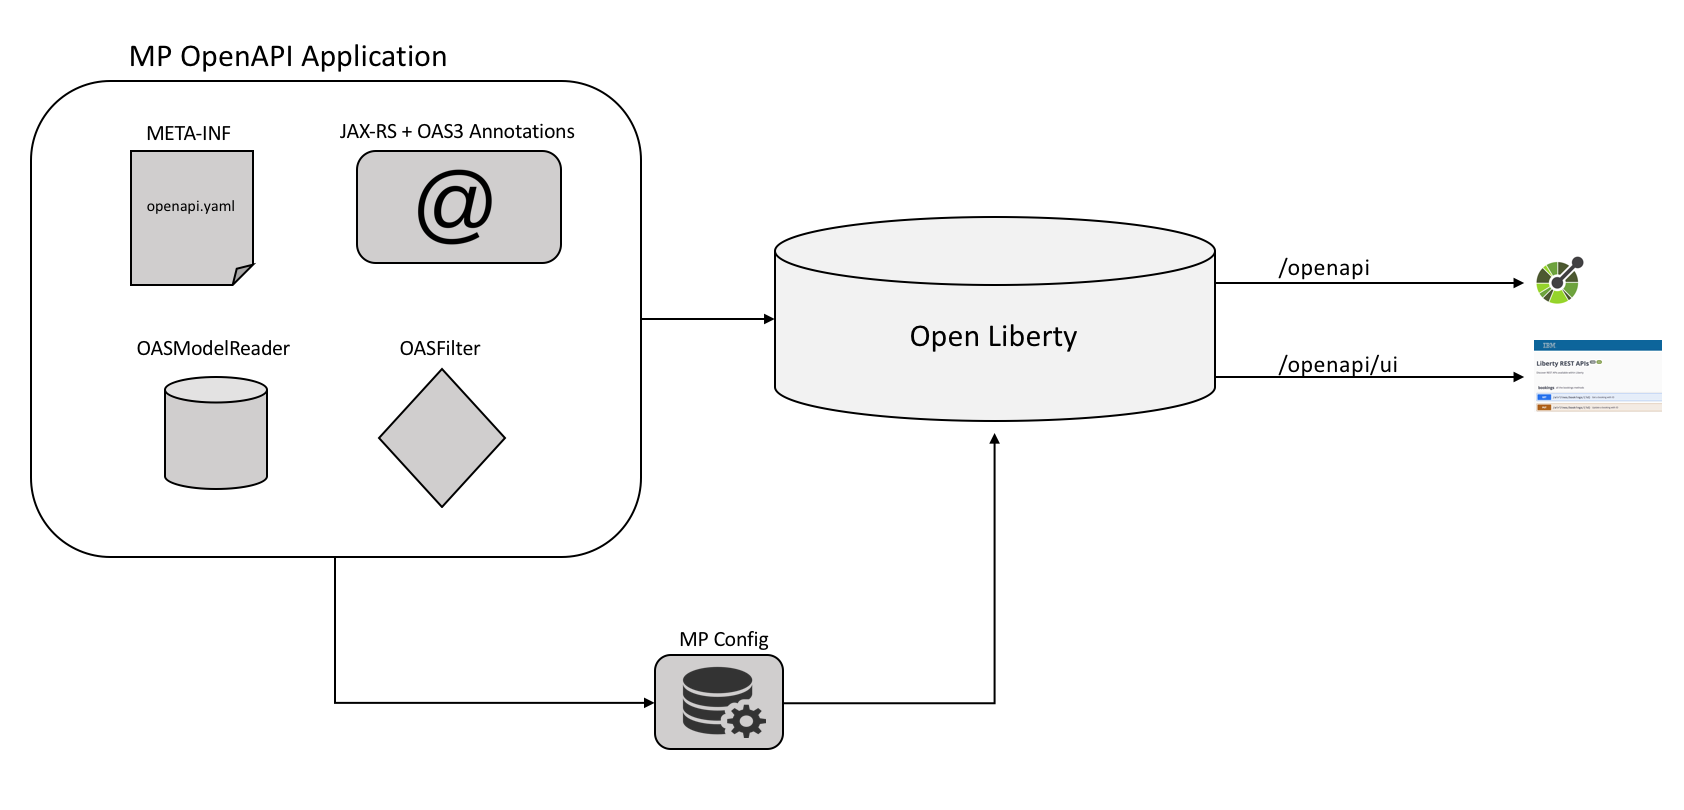 MP OpenAPI Application
META-INF
JAX-RS + OAS3 Annotations
openapi.yaml
@
OASModelReader
OASFilter
Open Liberty
/openapi
/openapi/ui
IBM
Liberty REST APIs
bookings
MP Config